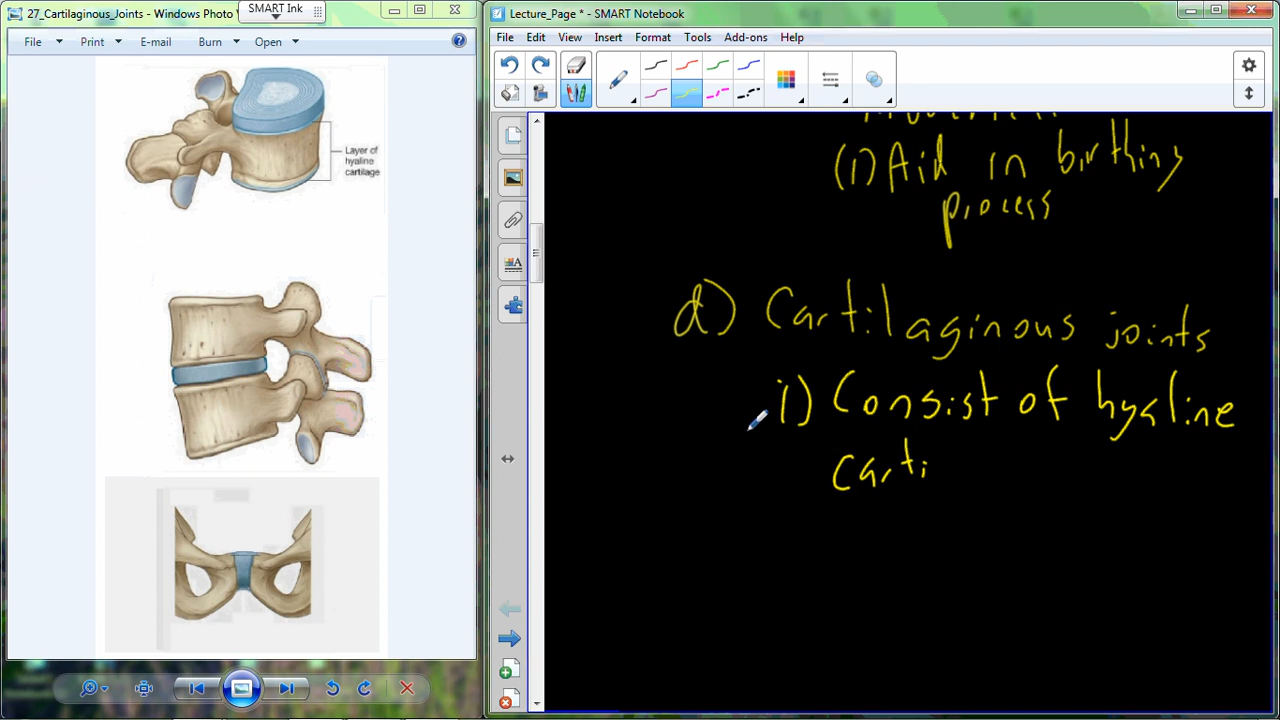 27_Cartilaginous_Joints - Windows Photo
SMART Ink
File Print E-mail Burn Open
Layer of
hyaline
cartilage
Lecture_Page * - SMART Notebook
File Edit View Insert Format Tools Add-ons Help
(1) Aid in birthing
process
d) Cartilaginous joints
i) Consist of hyaline
carti